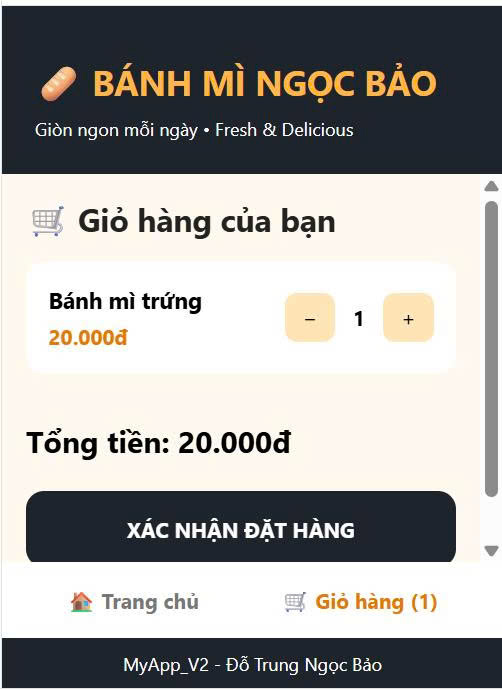 BÁNH MÌ NGỌC BẢO
Giòn ngon mỗi ngày • Fresh & Delicious
Giỏ hàng của bạn
Bánh mì trứng
20.000đ
− 1 +
Tổng tiền: 20.000đ
XÁC NHẬN ĐẶT HÀNG
Trang chủ
Giỏ hàng (1)
MyApp_V2 - Đỗ Trung Ngọc Bảo